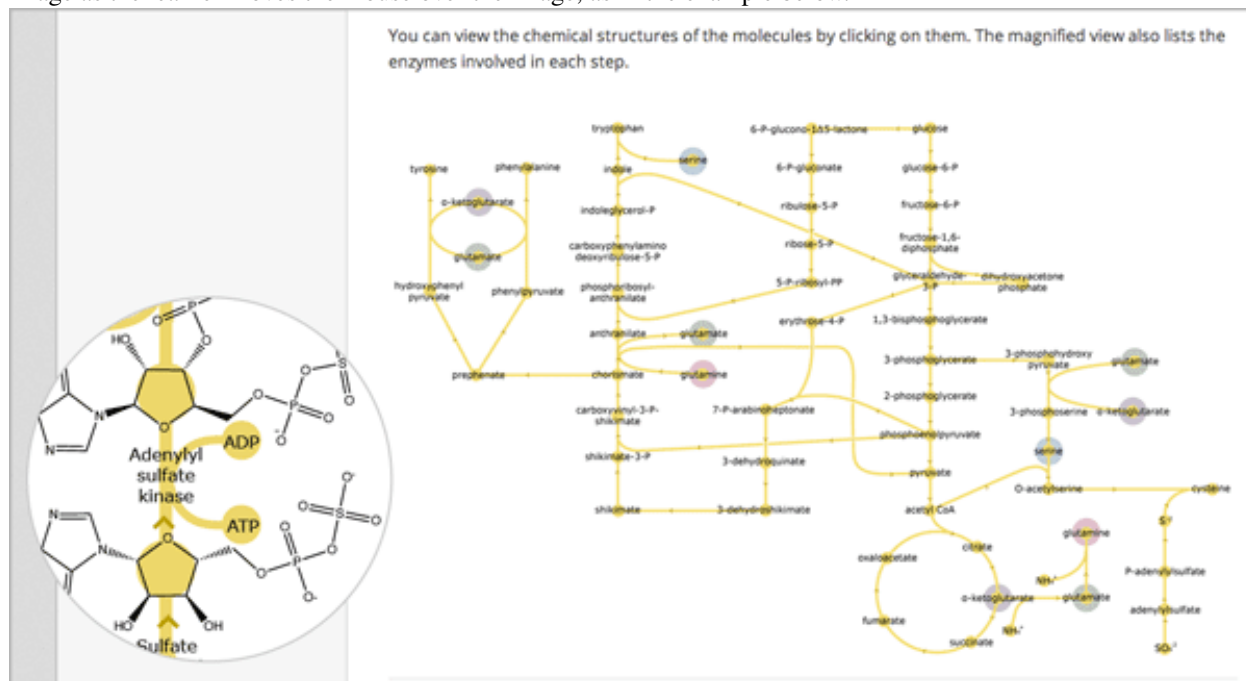 You can view the chemical structures of the molecules by clicking on them. The magnified view also lists the
enzymes involved in each step.
tryptophan
6-P-glucono-1Δ5-lactone
glucose
tyrosine
phenylalanine
indole
serine
6-P-gluconate
glucose-6-P
α-ketoglutarate
indoleglycerol-P
ribulose-5-P
fructose-6-P
glutamate
carboxyphenylamino
deoxyribulose-5-P
ribose-5-P
fructose-1,6-
diphosphate
hydroxyphenyl
pyruvate
phenylpyruvate
phosphoribosyl-
anthranilate
5-P-ribosyl-PP
glyceraldehyde-
3-P
dihydroxyacetone
phosphate
anthranilate
glutamate
erythrose-4-P
1,3-bisphosphoglycerate
prephenate
chorismate
glutamine
3-phosphoglycerate
3-phosphohydroxy
pyruvate
glutamate
carboxyvinyl-3-P-
shikimate
7-P-arabinoheptonate
2-phosphoglycerate
3-phosphoserine
α-ketoglutarate
shikimate-3-P
3-dehydroquinate
phosphoenolpyruvate
serine
pyruvate
O-acetylserine
cysteine
shikimate
3-dehydroshikimate
acetyl CoA
glutamine
oxaloacetate
citrate
P-adenylylsulfate
α-ketoglutarate
NH₄⁺
glutamate
adenylylsulfate
fumarate
succinate
NH₄⁺
P
O
O
HO
O
O
S
O
O
P
O
O⁻
N
N
ADP
Adenylyl
sulfate
kinase
ATP
O⁻
O
S
O
O
O
P
O
O-
N
N
O
HO
OH
Sulfate